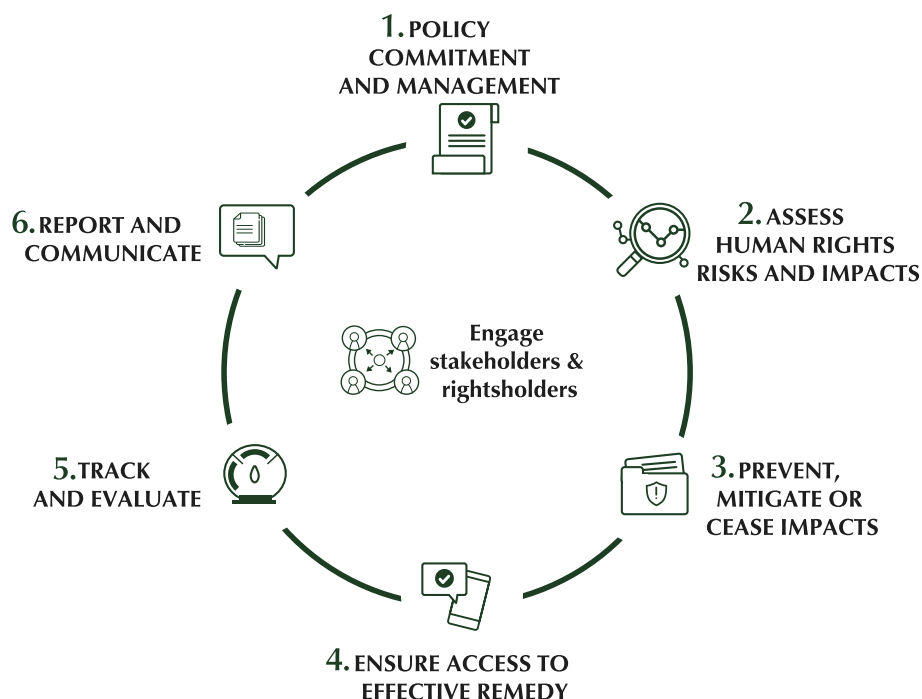 1. POLICY
COMMITMENT
AND MANAGEMENT
2. ASSESS
HUMAN RIGHTS
RISKS AND IMPACTS
3. PREVENT,
MITIGATE OR
CEASE IMPACTS
4. ENSURE ACCESS TO
EFFECTIVE REMEDY
5. TRACK
AND EVALUATE
6. REPORT AND
COMMUNICATE
Engage
stakeholders &
rightsholders